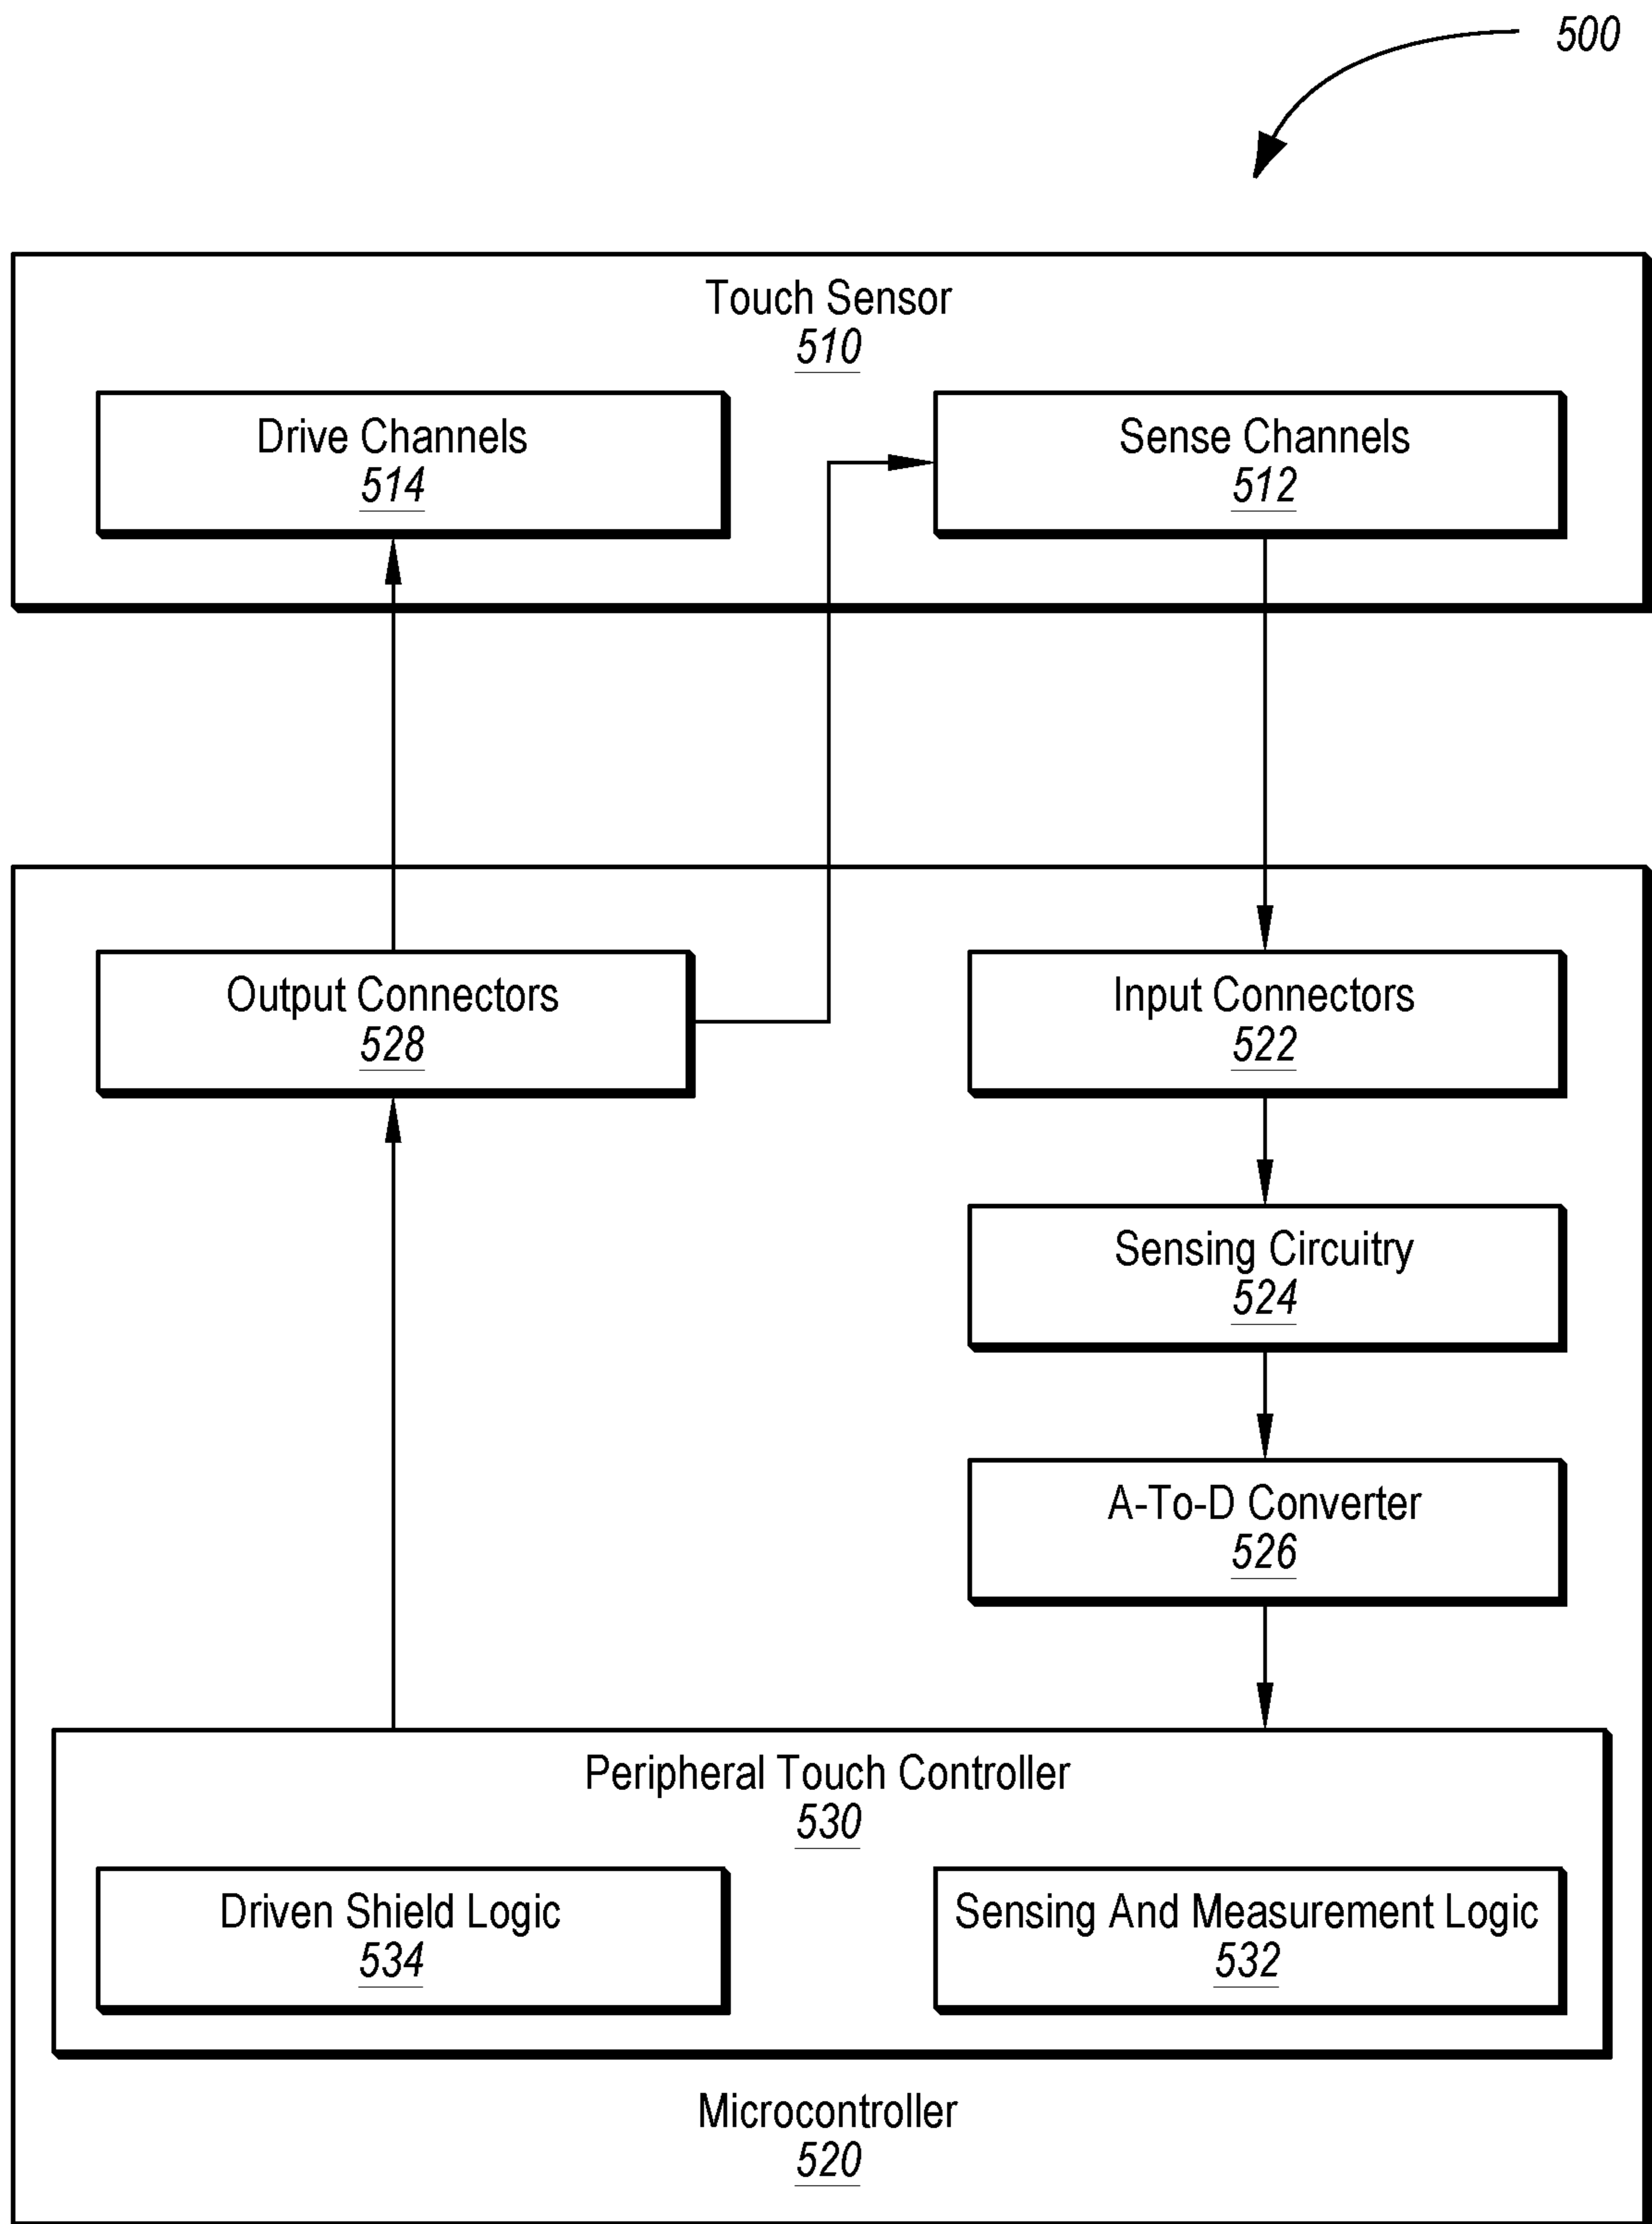 500
Touch Sensor
510
Drive Channels
514
Sense Channels
512
Output Connectors
528
Input Connectors
522
Sensing Circuitry
524
A-To-D Converter
526
Peripheral Touch Controller
530
Driven Shield Logic
534
Sensing And Measurement Logic
532
Microcontroller
520